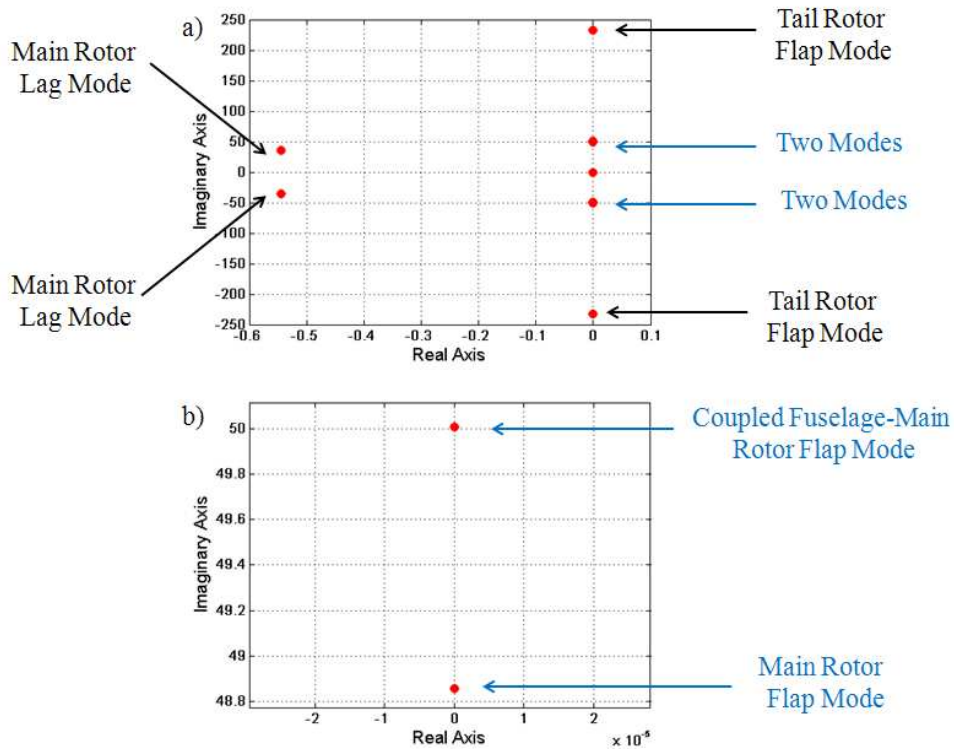 a)
Tail Rotor
Flap Mode
Main Rotor
Lag Mode
Two Modes
Two Modes
Main Rotor
Lag Mode
Tail Rotor
Flap Mode
Imaginary Axis
250
200
150
100
50
0
-50
-100
-150
-200
-250
-0.6 -0.5 -0.4 -0.3 -0.2 -0.1 0 0.1
Real Axis
b)
Coupled Fuselage-Main
Rotor Flap Mode
Imaginary Axis
50
49.8
49.6
49.4
49.2
49
48.8
Main Rotor
Flap Mode
-2 -1 0 1 2
Real Axis
x 10^-5